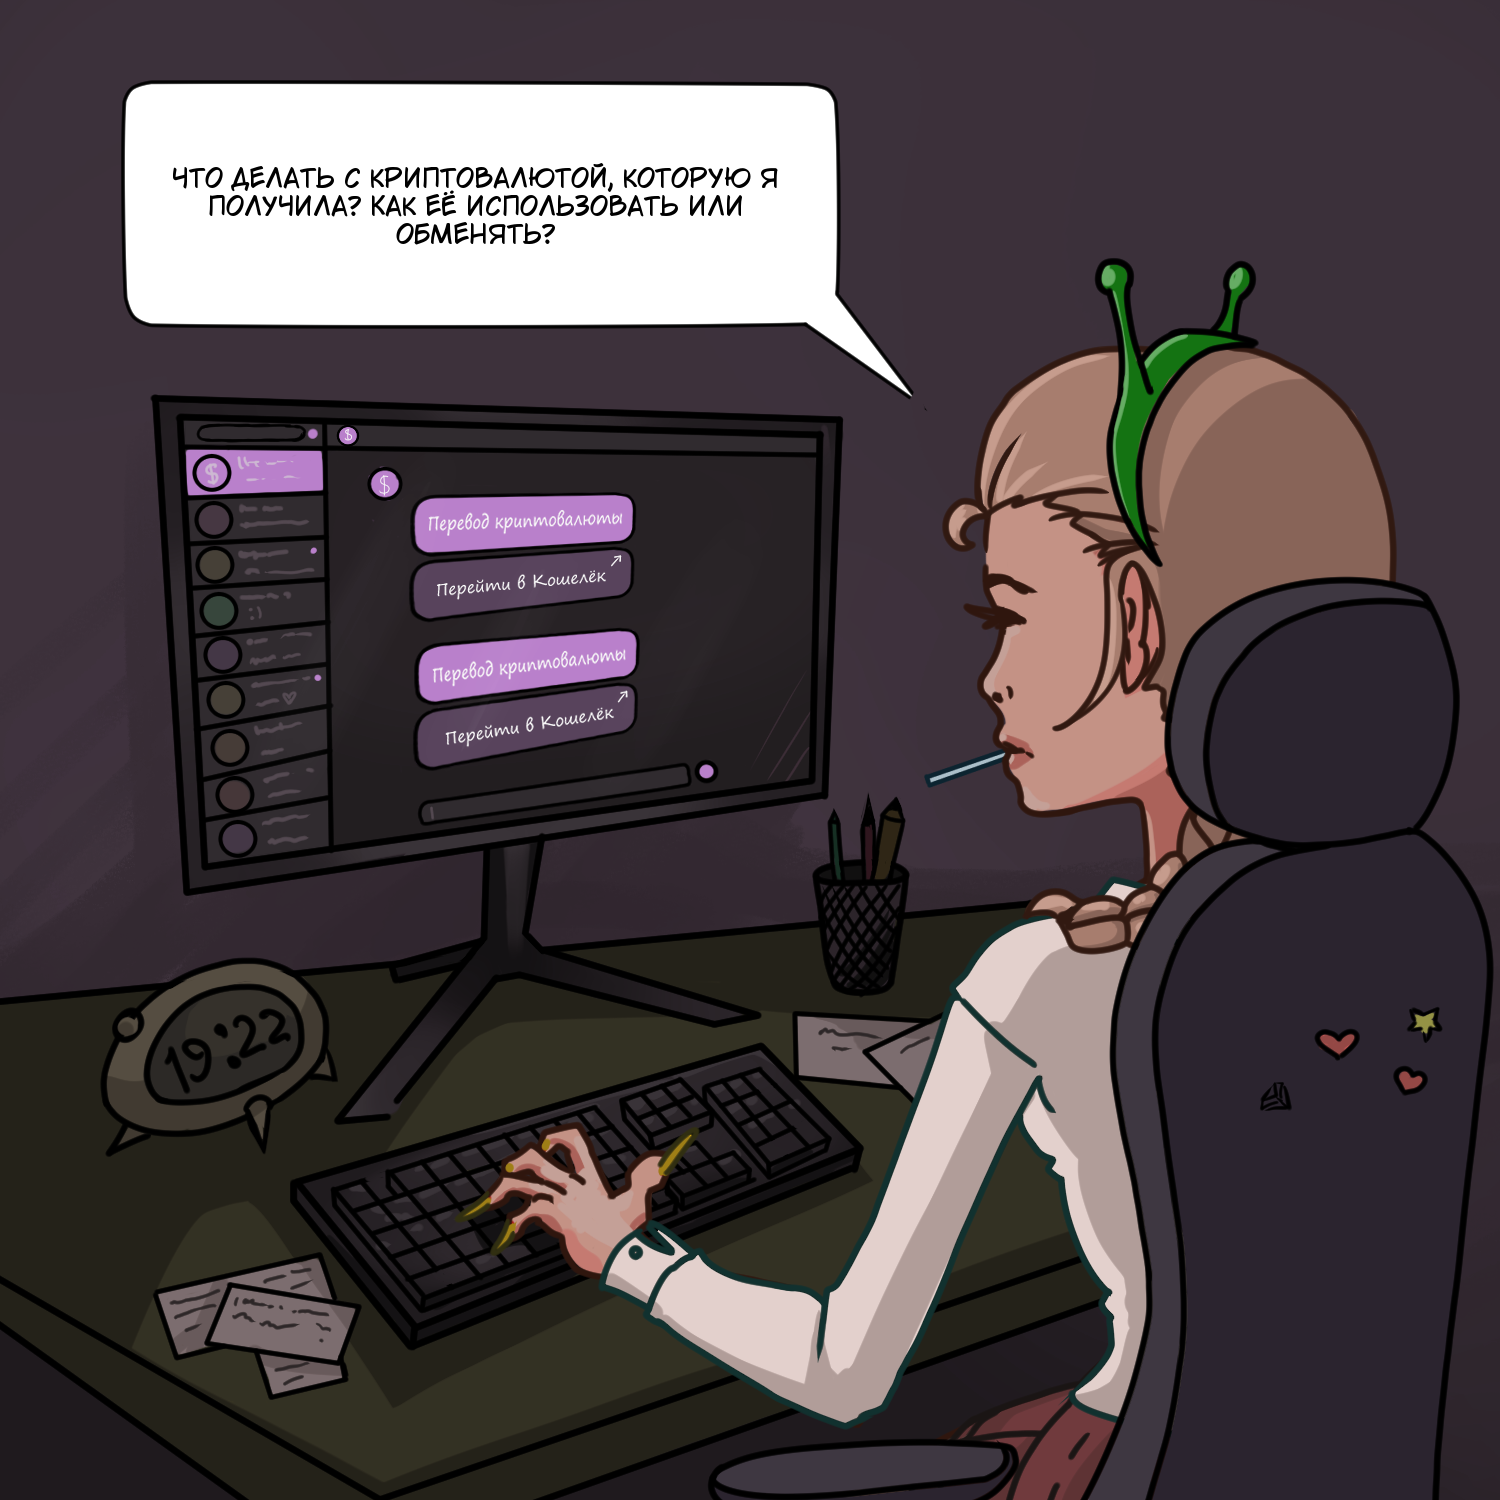 ЧТО ДЕЛАТЬ С КРИПТОВАЛЮТОЙ, КОТОРУЮ Я
ПОЛУЧИЛА? КАК ЕЁ ИСПОЛЬЗОВАТЬ ИЛИ
ОБМЕНЯТЬ?
$
$
$
Перевод криптовалюты
Перейти в Кошелёк
:)
Перевод криптовалюты
Перейти в Кошелёк
19:22